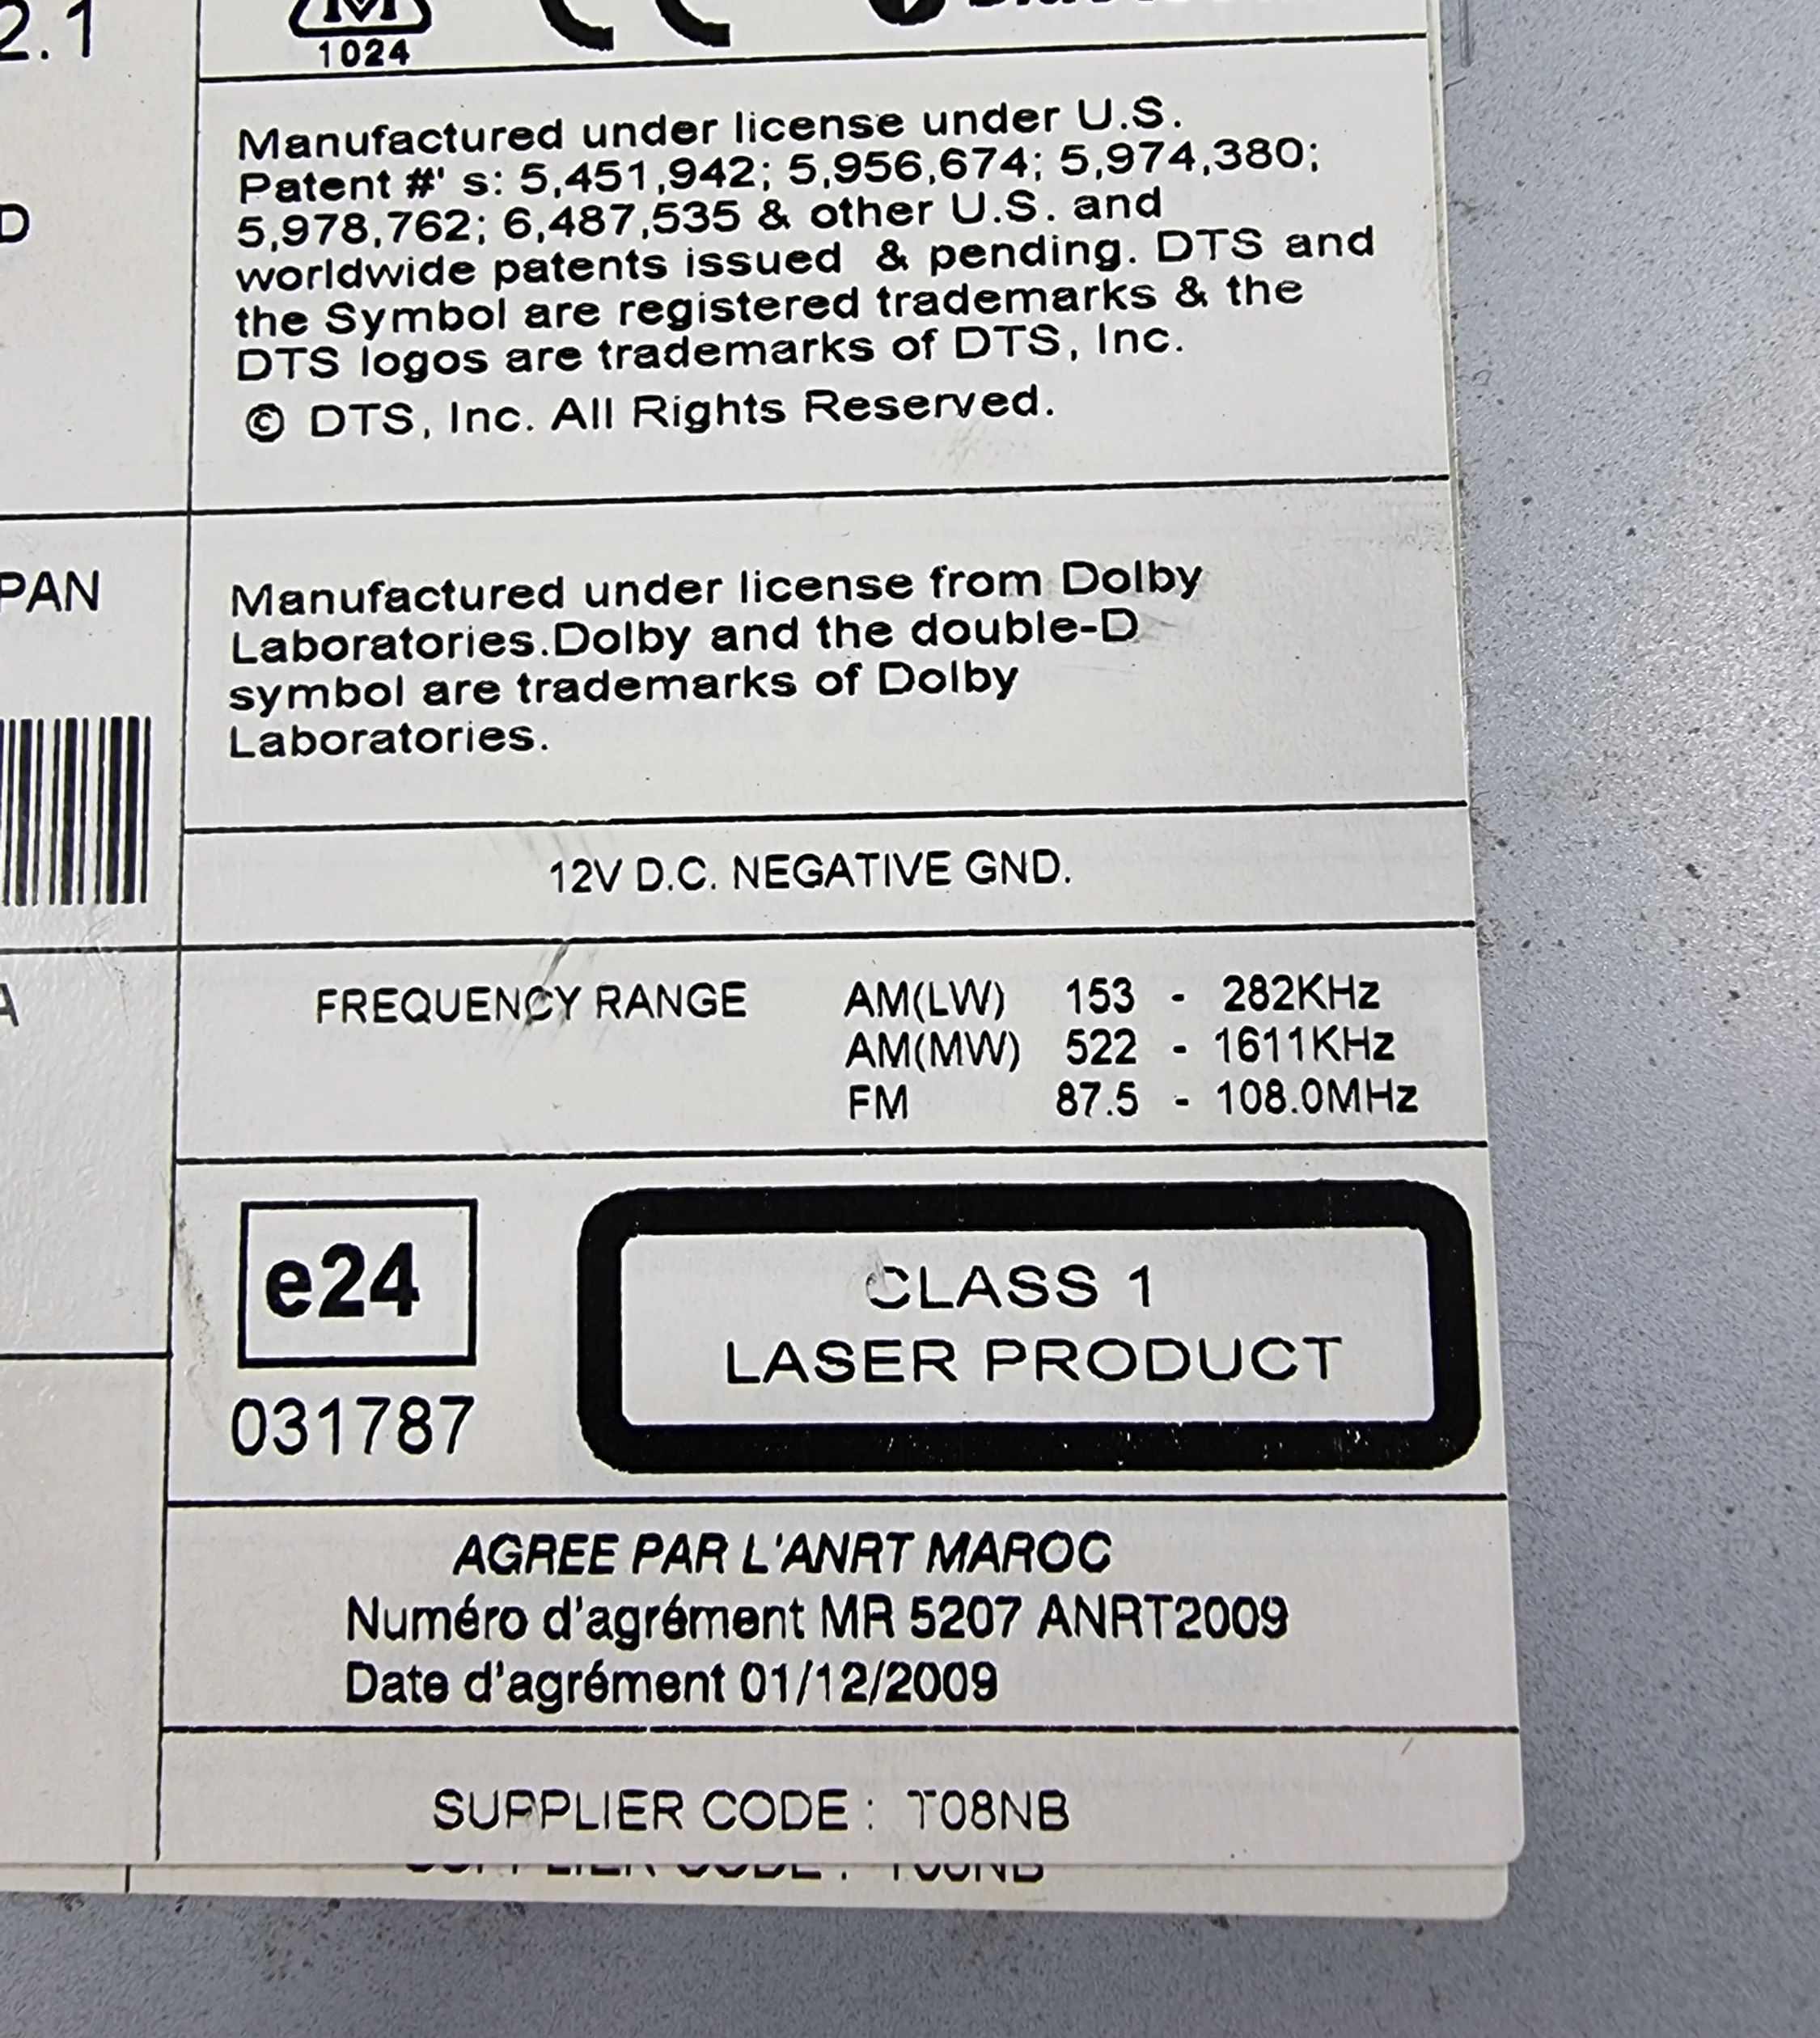 2.1
1024
Manufactured under license under U.S.
Patent #' s: 5,451,942; 5,956,674; 5,974,380;
5,978,762; 6,487,535 & other U.S. and
worldwide patents issued & pending. DTS and
the Symbol are registered trademarks & the
DTS logos are trademarks of DTS, Inc.
© DTS, Inc. All Rights Reserved.
D
PAN
Manufactured under license from Dolby
Laboratories.Dolby and the double-D
symbol are trademarks of Dolby
Laboratories.
12V D.C. NEGATIVE GND.
A
FREQUENCY RANGE AM(LW) 153 - 282KHz
AM(MW) 522 - 1611KHz
FM 87.5 - 108.0MHz
e24
031787
CLASS 1
LASER PRODUCT
AGREE PAR L'ANRT MAROC
Numéro d'agrément MR 5207 ANRT2009
Date d'agrément 01/12/2009
SUPPLIER CODE : T08NB